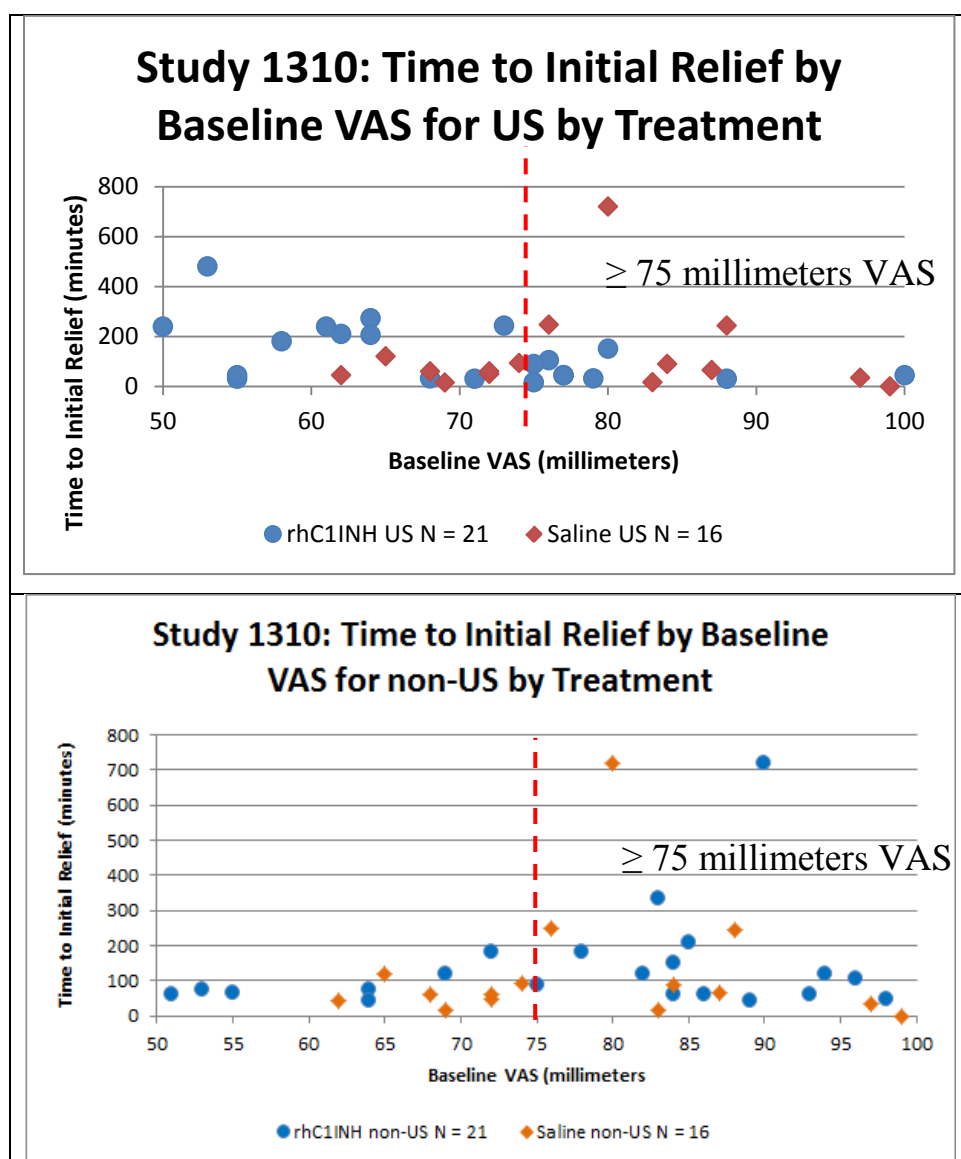 Study 1310: Time to Initial Relief by
Baseline VAS for US by Treatment
Time to Initial Relief (minutes)
800
600
400
200
0
≥ 75 millimeters VAS
50
60
70
80
90
100
Baseline VAS (millimeters)
rhC1INH US N = 21
Saline US N = 16
Study 1310: Time to Initial Relief by Baseline
VAS for non-US by Treatment
Time to Initial Relief (minutes)
800
700
600
500
400
300
200
100
0
≥ 75 millimeters VAS
50
55
60
65
70
75
80
85
90
95
100
Baseline VAS (millimeters
rhC1INH non-US N = 21
Saline non-US N = 16